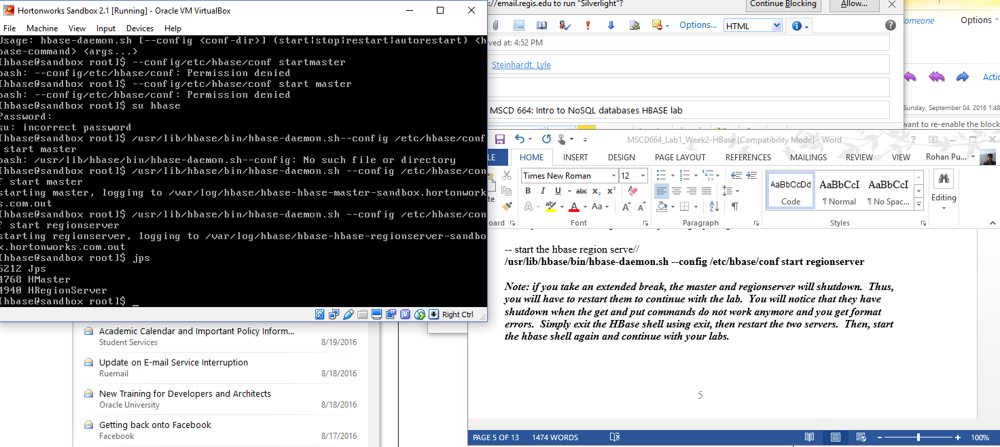 Hortonworks Sandbox 2.1 [Running] - Oracle VM VirtualBox
File Machine View Input Devices Help
Usage: hbase-daemon.sh [--config <conf-dir>] (start|stop|restart|autorestart) <h
base-command> <args...>
[hbase@sandbox root]$ --config/etc/hbase/conf startmaster
bash: --config/etc/hbase/conf: Permission denied
[hbase@sandbox root]$ --config/etc/hbase/conf start master
bash: --config/etc/hbase/conf: Permission denied
[hbase@sandbox root]$ su hbase
Password:
su: incorrect password
[hbase@sandbox root]$ /usr/lib/hbase/bin/hbase-daemon.sh--config /etc/hbase/conf
start master
bash: /usr/lib/hbase/bin/hbase-daemon.sh--config: No such file or directory
[hbase@sandbox root]$ /usr/lib/hbase/bin/hbase-daemon.sh --config /etc/hbase/con
f start master
starting master, logging to /var/log/hbase/hbase-hbase-master-sandbox.hortonwork
s.com.out
[hbase@sandbox root]$ /usr/lib/hbase/bin/hbase-daemon.sh --config /etc/hbase/con
f start regionserver
starting regionserver, logging to /var/log/hbase/hbase-hbase-regionserver-sandbo
x.hortonworks.com.out
[hbase@sandbox root]$ jps
5212 Jps
4768 HMaster
4940 HRegionServer
[hbase@sandbox root]$ _
Right Ctrl
Academic Calendar and Important Policy Inform...
Student Services 8/19/2016
Update on E-mail Service Interruption
Ruemail 8/18/2016
New Training for Developers and Architects
Oracle University 8/18/2016
Getting back onto Facebook
Facebook 8/17/2016
s://email.regis.edu to run "Silverlight"?
Continue Blocking Allow...
Options... HTML
ved at: 4:52 PM
Steinhardt, Lyle
MSCD 664: Intro to NoSQL databases HBASE lab
Someone Options
Actio
Sunday, September 04, 2016 1:48
want to re-enable the block
MSCD664_Lab1_Week2-HBase [Compatibility Mode] - Word
LE HOME INSERT DESIGN PAGE LAYOUT REFERENCES MAILINGS REVIEW VIEW Rohan Pu...
Times New Roman 12
B I U abc X₂ X²
A A Aa A A
AaBbCcDd AaBbCcI AaBbCcI
Code ¶ Normal ¶ No Spac...
Editing
te
oard Font Paragraph Styles
-- start the hbase region serve//
/usr/lib/hbase/bin/hbase-daemon.sh --config /etc/hbase/conf start regionserver
Note: if you take an extended break, the master and regionserver will shutdown. Thus,
you will have to restart them to continue with the lab. You will notice that they have
shutdown when the get and put commands do not work anymore and you get format
errors. Simply exit the HBase shell using exit, then restart the two servers. Then, start
the hbase shell again and continue with your labs.
5
PAGE 5 OF 13 1474 WORDS 100%